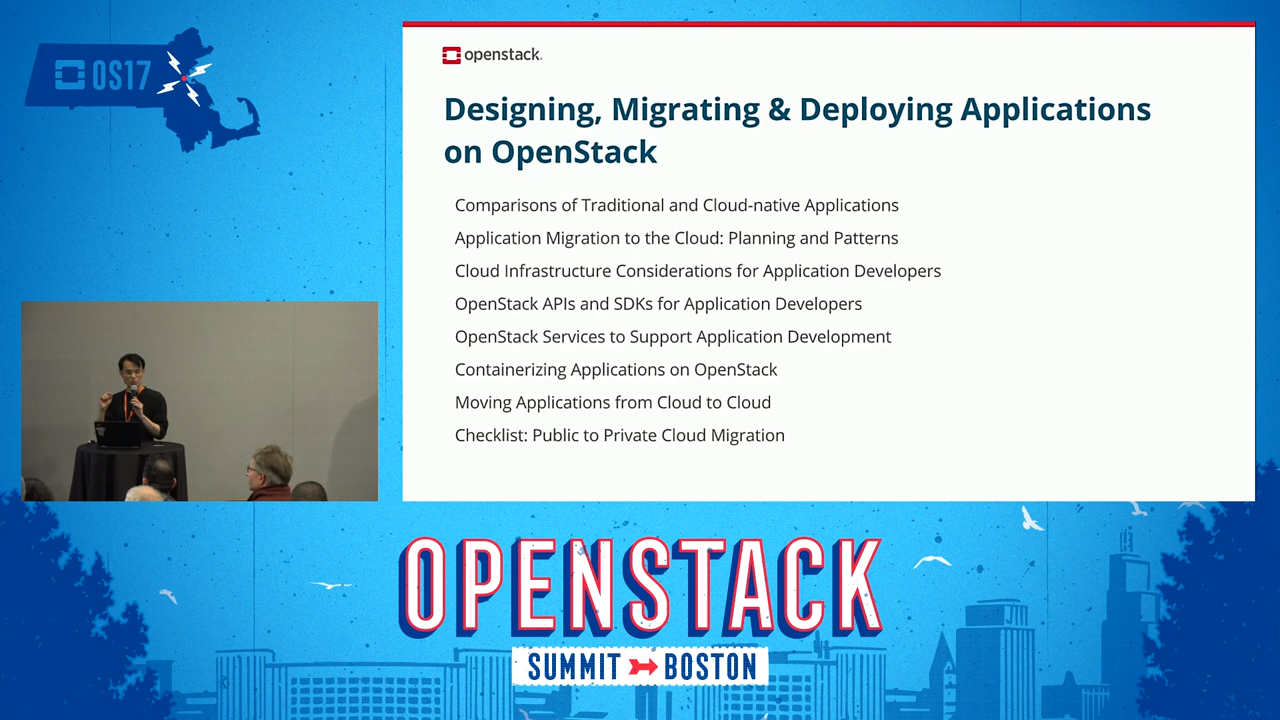 OS17
openstack.
Designing, Migrating & Deploying Applications
on OpenStack
Comparisons of Traditional and Cloud-native Applications
Application Migration to the Cloud: Planning and Patterns
Cloud Infrastructure Considerations for Application Developers
OpenStack APIs and SDKs for Application Developers
OpenStack Services to Support Application Development
Containerizing Applications on OpenStack
Moving Applications from Cloud to Cloud
Checklist: Public to Private Cloud Migration
OPENSTACK
SUMMIT BOSTON